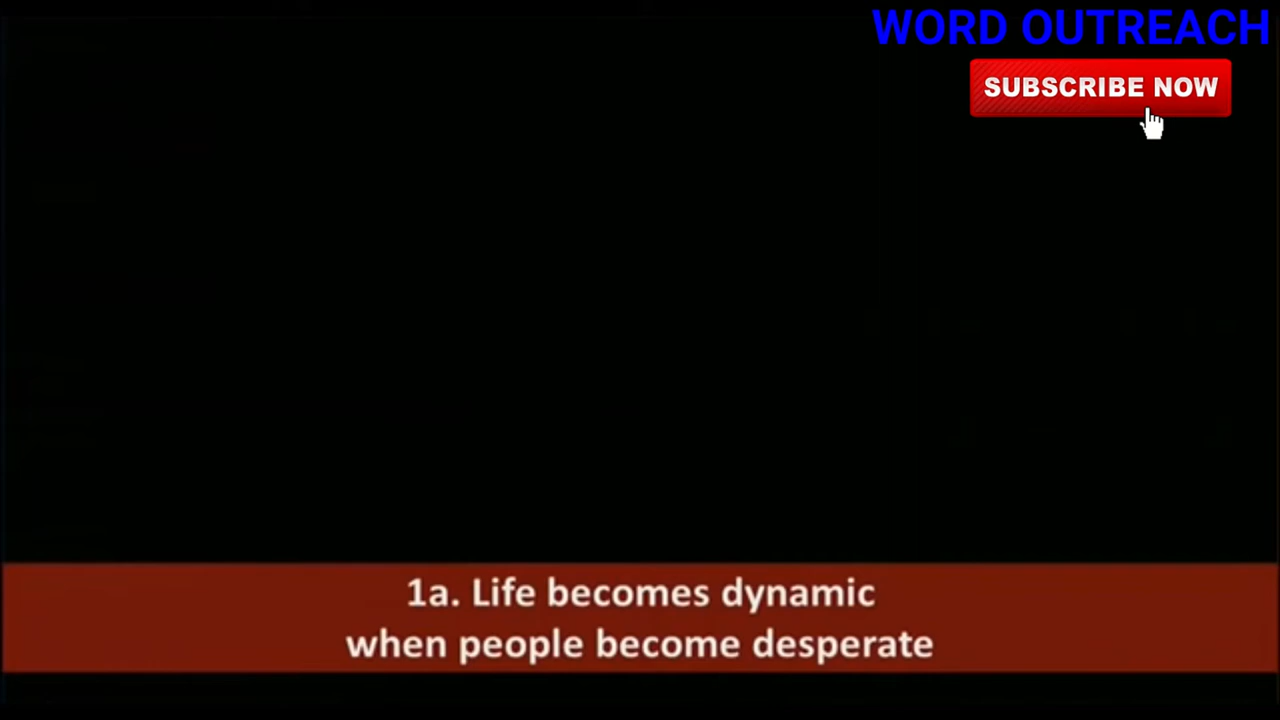 WORD OUTREACH
SUBSCRIBE NOW
1a. Life becomes dynamic
when people become desperate